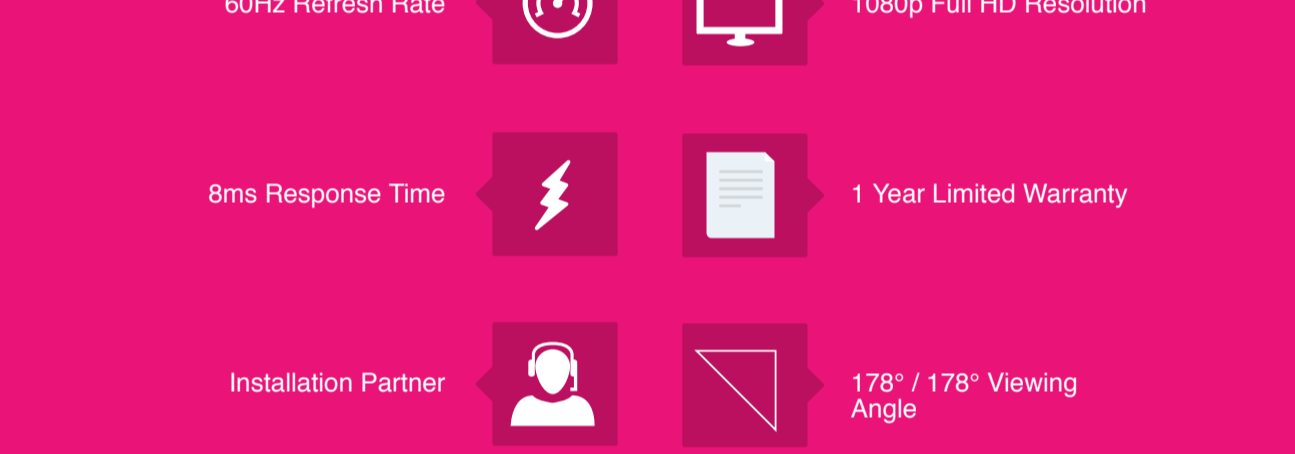 60Hz Refresh Rate
1080p Full HD Resolution
8ms Response Time
1 Year Limited Warranty
Installation Partner
178° / 178° Viewing
Angle